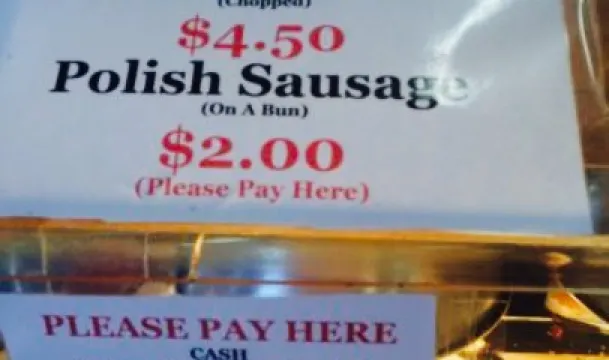 (Chopped)
$4.50
Polish Sausage
(On A Bun)
$2.00
(Please Pay Here)
PLEASE PAY HERE
CASH